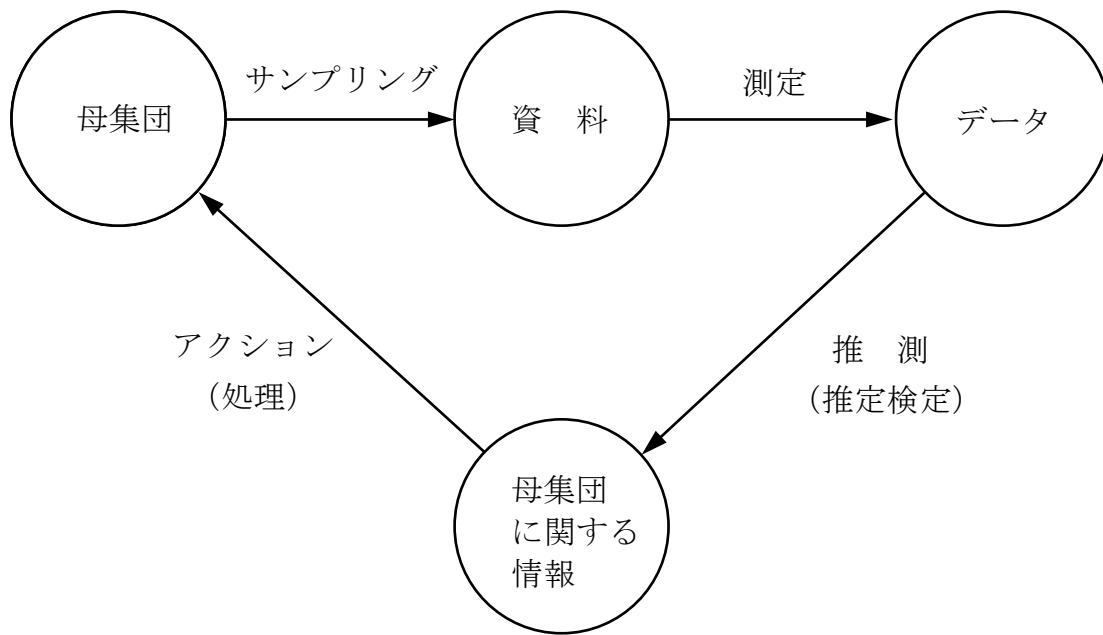 サンプリング
測定
母集団
資　料
データ
アクション
（処理）
推　測
（推定検定）
母集団
に関する
情報